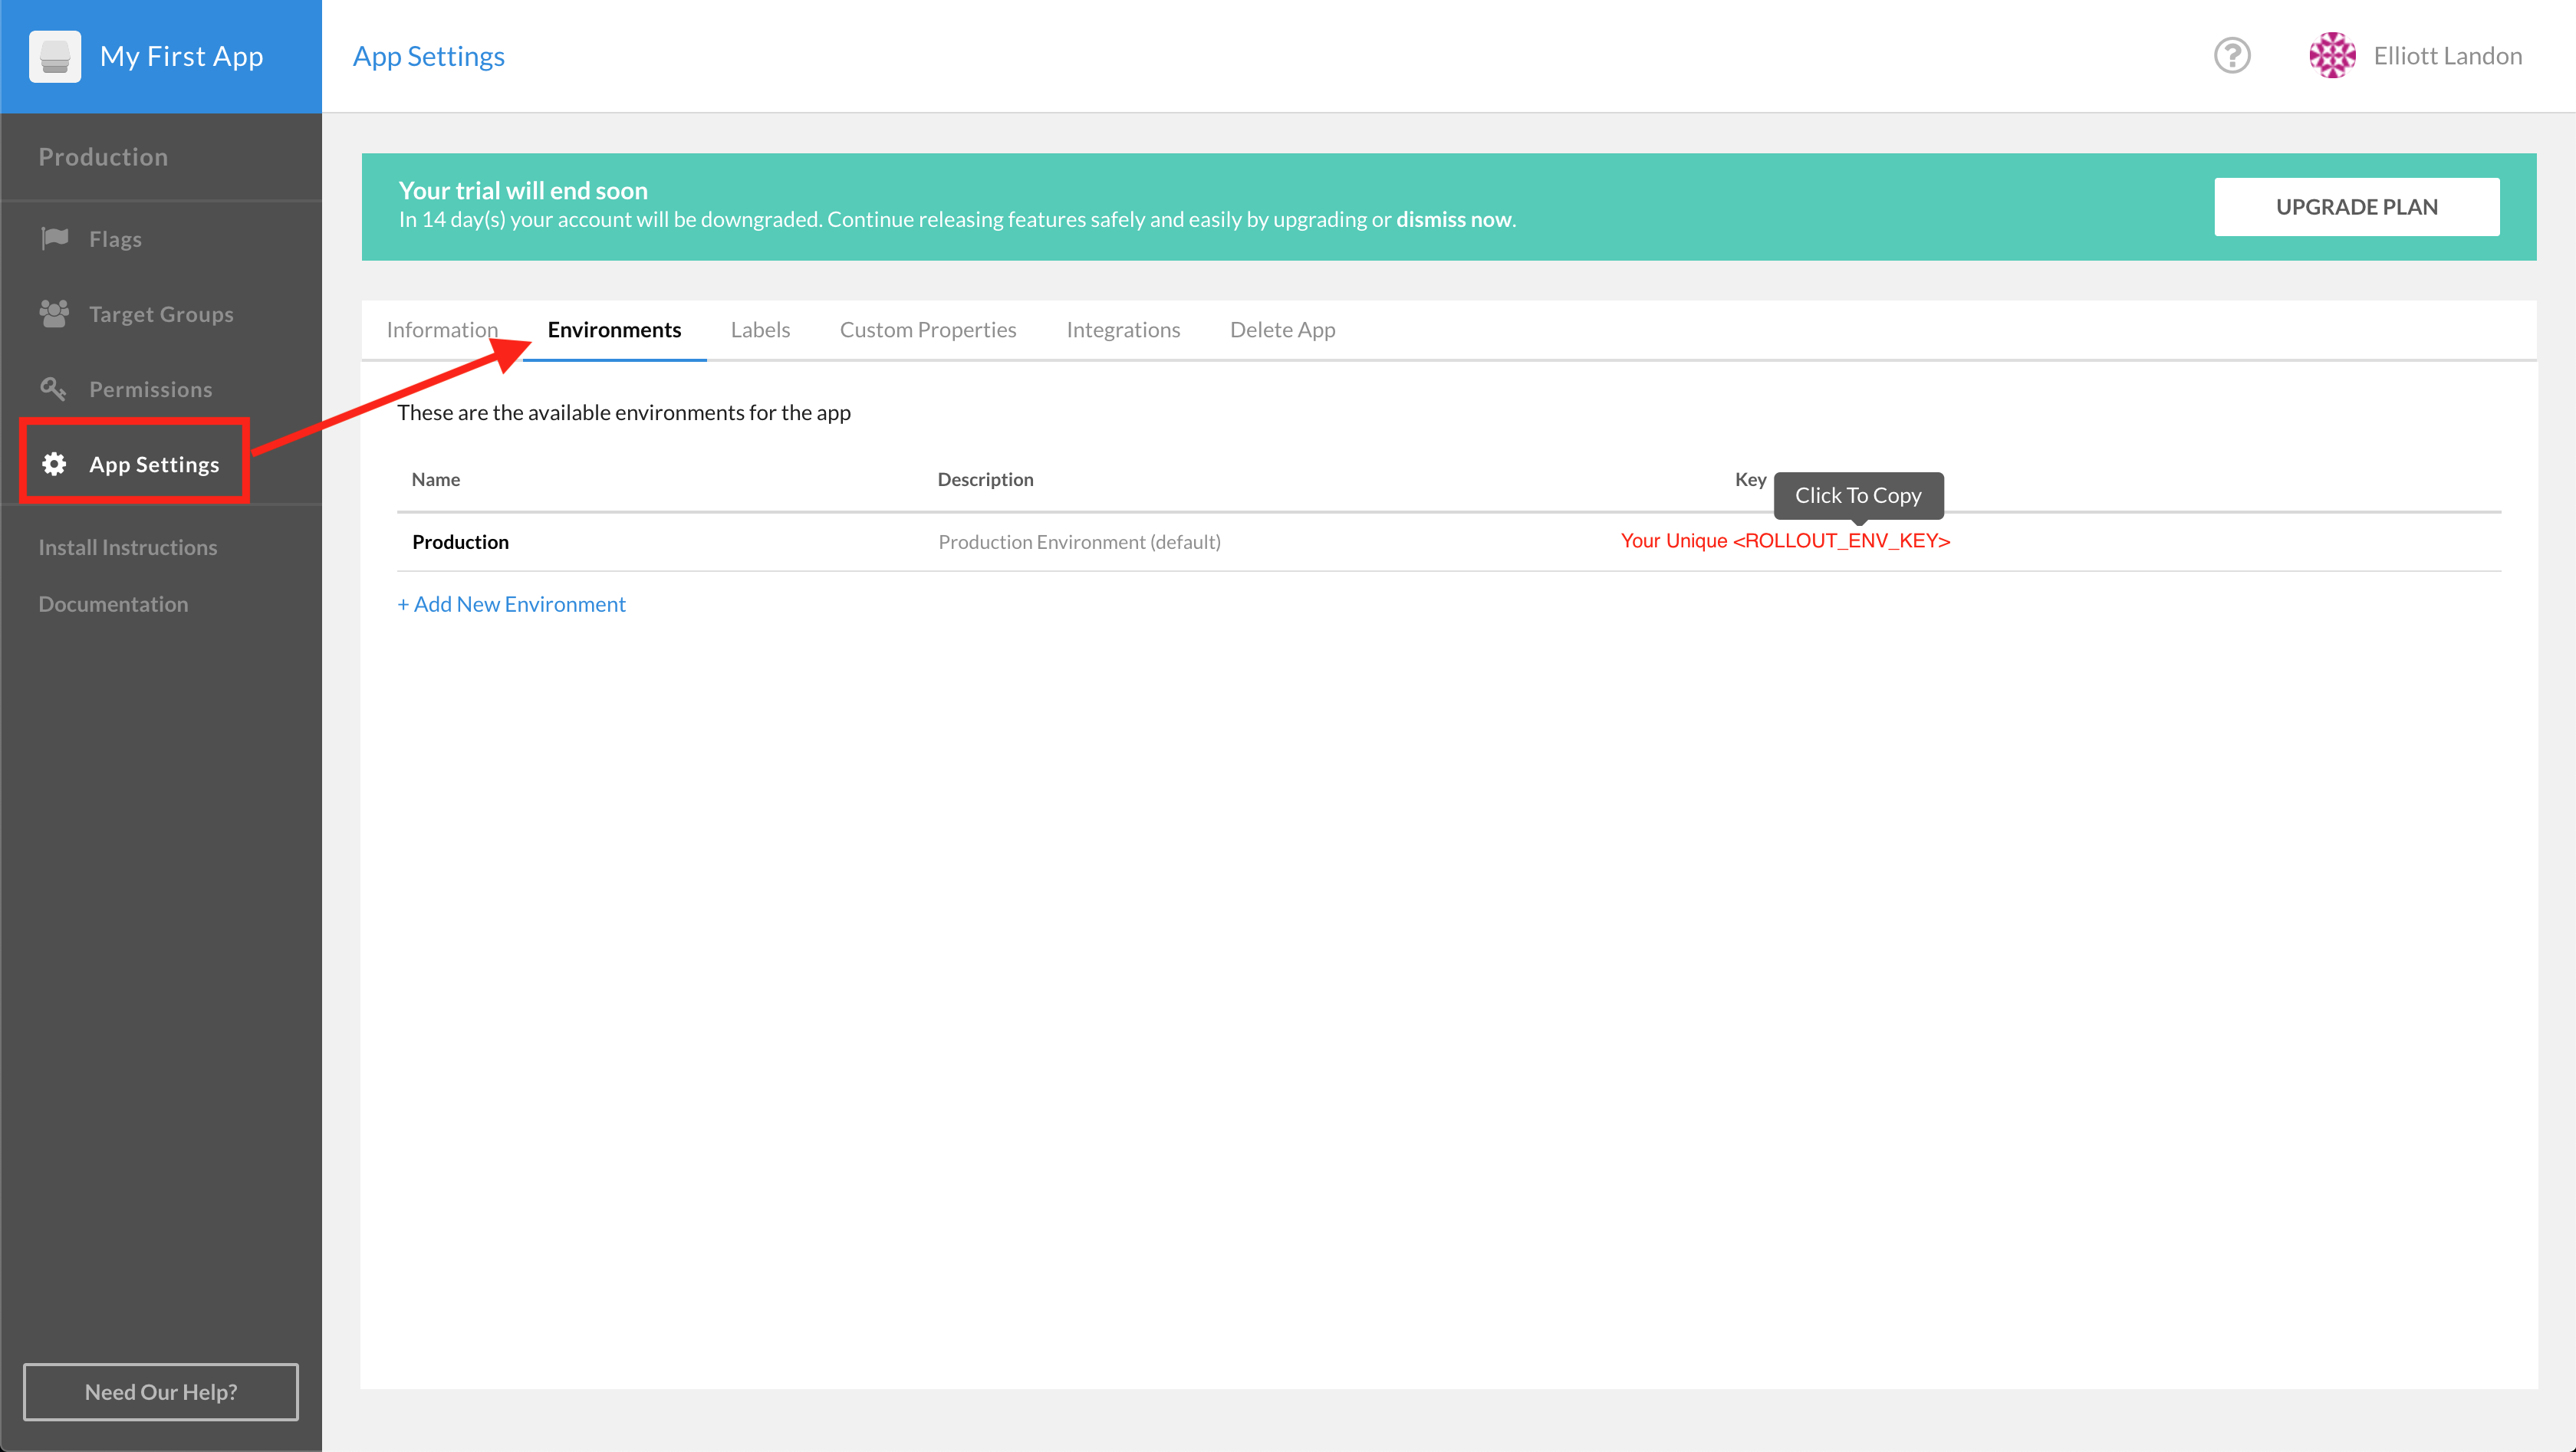 My First App
App Settings
?
Elliott Landon
Production
Flags
Target Groups
Permissions
App Settings
Install Instructions
Documentation
Need Our Help?
Your trial will end soon
In 14 day(s) your account will be downgraded. Continue releasing features safely and easily by upgrading or dismiss now.
UPGRADE PLAN
Information Environments Labels Custom Properties Integrations Delete App
These are the available environments for the app
Name Description Key
Click To Copy
Production Production Environment (default) Your Unique <ROLLOUT_ENV_KEY>
+ Add New Environment